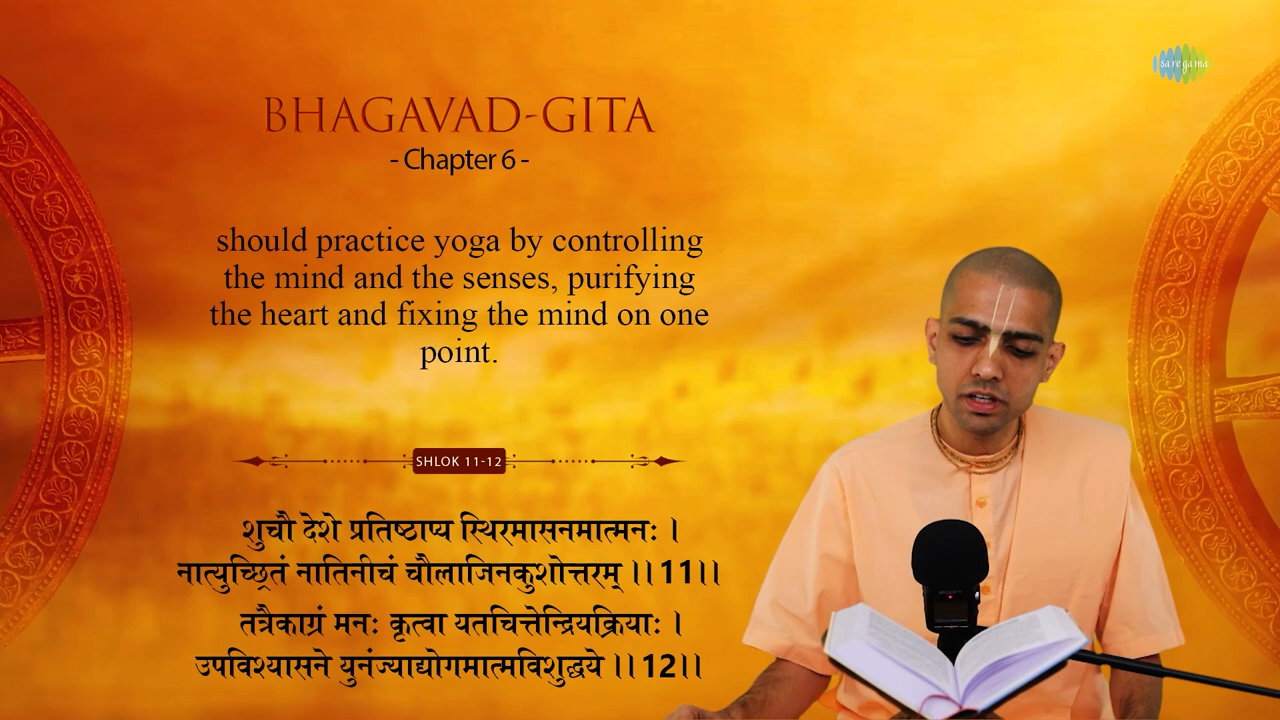 saregama
BHAGAVAD-GITA
- Chapter 6 -
should practice yoga by controlling
the mind and the senses, purifying
the heart and fixing the mind on one
point.
SHLOK 11-12
शुचौ देशे प्रतिष्ठाप्य स्थिरमासनमात्मनः ।
नात्युच्छ्रितं नातिनीचं चौलाजिनकुशोत्तरम् ।।11।।
तत्रैकाग्रं मनः कृत्वा यतचित्तेन्द्रियक्रियाः ।
उपविश्यासने युनंज्याद्योगमात्मविशुद्धये ।।12।।